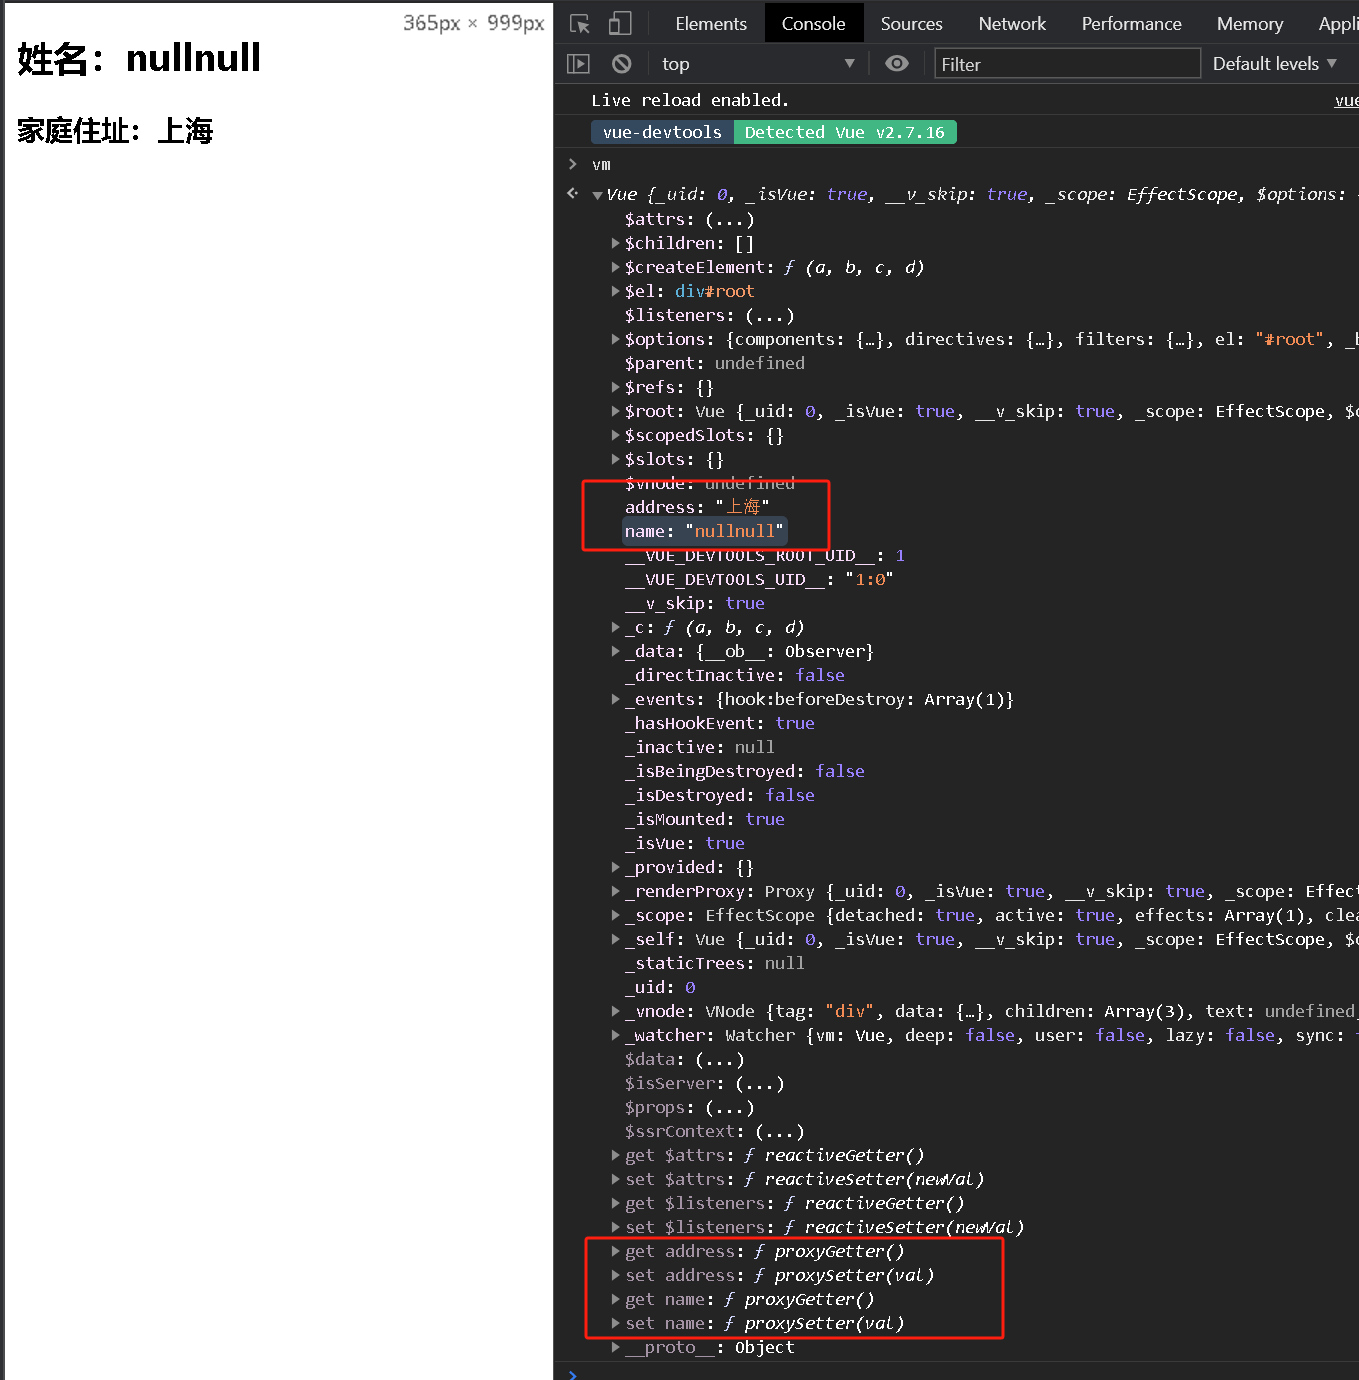 365px × 999px
姓名：nullnull
家庭住址：上海
Elements Console Sources Network Performance Memory Appli
top Filter Default levels
Live reload enabled. vue
vue-devtools Detected Vue v2.7.16
vm
Vue {_uid: 0, _isVue: true, __v_skip: true, _scope: EffectScope, $options:
$attrs: (...)
$children: []
$createElement: ƒ (a, b, c, d)
$el: div#root
$listeners: (...)
$options: {components: {…}, directives: {…}, filters: {…}, el: "#root", _b
$parent: undefined
$refs: {}
$root: Vue {_uid: 0, _isVue: true, __v_skip: true, _scope: EffectScope, $o
$scopedSlots: {}
$slots: {}
$vnode: undefined
address: "上海"
name: "nullnull"
__VUE_DEVTOOLS_ROOT_UID__: 1
__VUE_DEVTOOLS_UID__: "1:0"
__v_skip: true
_c: ƒ (a, b, c, d)
_data: {__ob__: Observer}
_directInactive: false
_events: {hook:beforeDestroy: Array(1)}
_hasHookEvent: true
_inactive: null
_isBeingDestroyed: false
_isDestroyed: false
_isMounted: true
_isVue: true
_provided: {}
_renderProxy: Proxy {_uid: 0, _isVue: true, __v_skip: true, _scope: Effect
_scope: EffectScope {detached: true, active: true, effects: Array(1), clea
_self: Vue {_uid: 0, _isVue: true, __v_skip: true, _scope: EffectScope, $o
_staticTrees: null
_uid: 0
_vnode: VNode {tag: "div", data: {…}, children: Array(3), text: undefined,
_watcher: Watcher {vm: Vue, deep: false, user: false, lazy: false, sync:
$data: (...)
$isServer: (...)
$props: (...)
$ssrContext: (...)
get $attrs: ƒ reactiveGetter()
set $attrs: ƒ reactiveSetter(newVal)
get $listeners: ƒ reactiveGetter()
set $listeners: ƒ reactiveSetter(newVal)
get address: ƒ proxyGetter()
set address: ƒ proxySetter(val)
get name: ƒ proxyGetter()
set name: ƒ proxySetter(val)
__proto__: Object